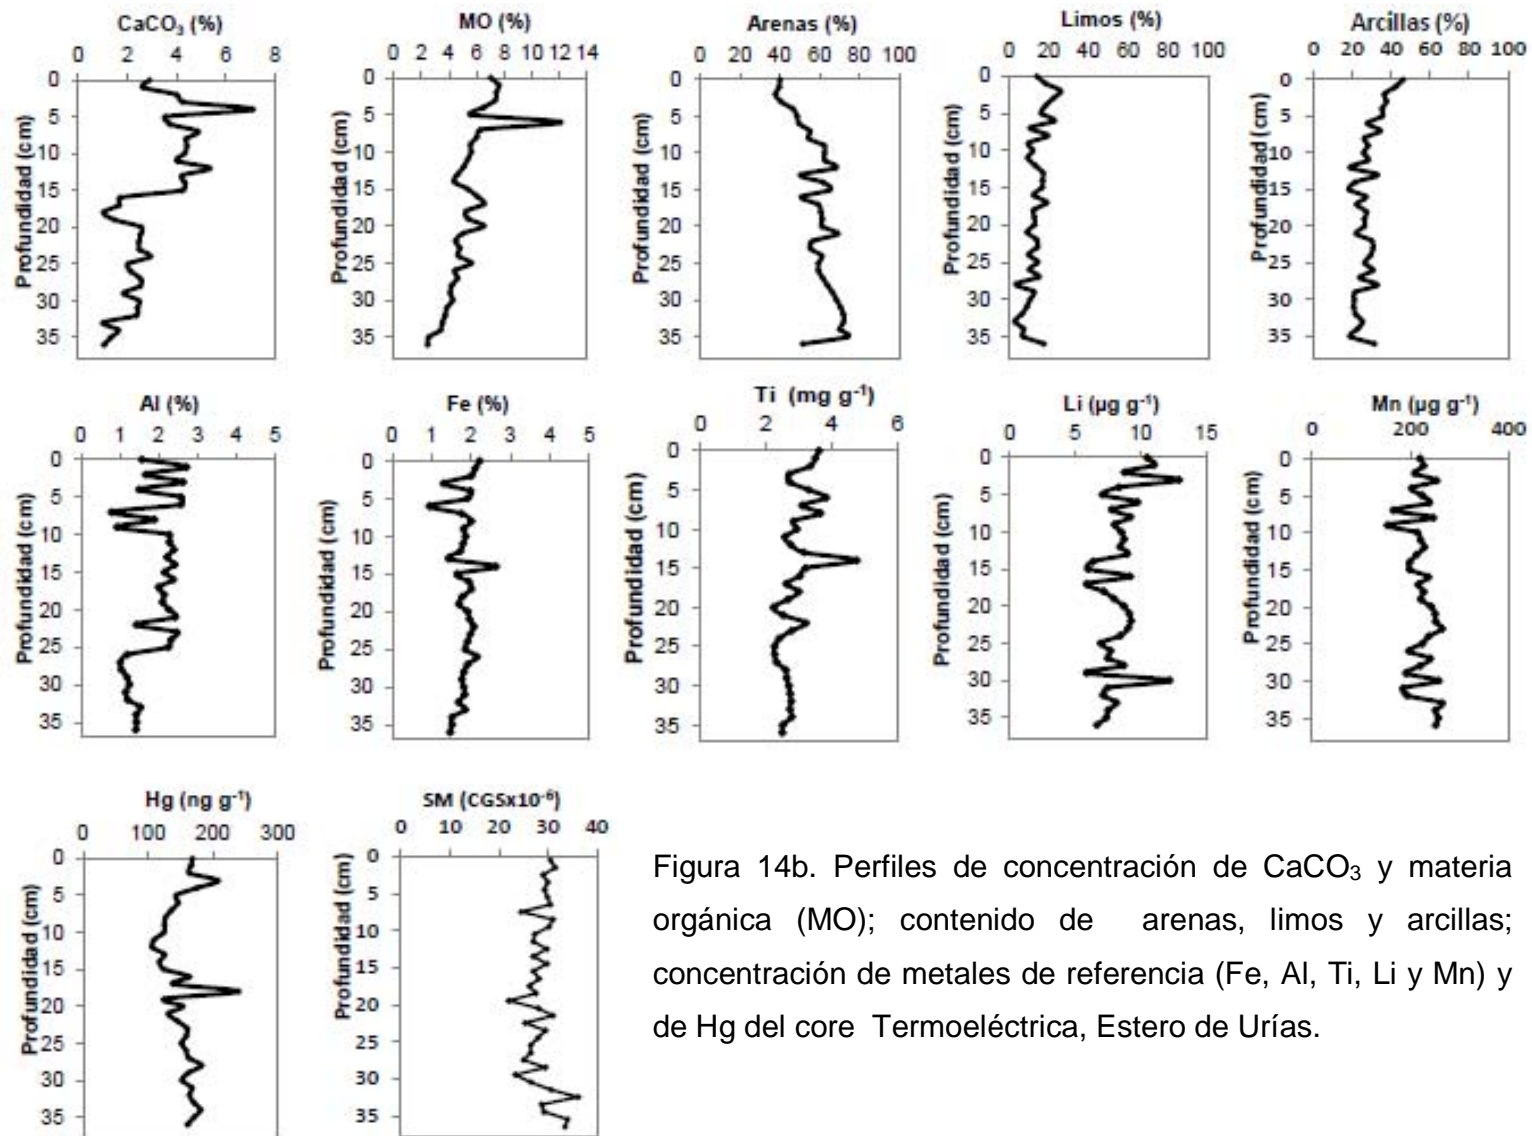 CaCO₃ (%)
0 2 4 6 8
0
5
10
15
20
25
30
35
Profundidad (cm)
MO (%)
0 2 4 6 8 10 12 14
0
5
10
15
20
25
30
35
Profundidad (cm)
Arenas (%)
0 20 40 60 80 100
0
5
10
15
20
25
30
35
Profundidad (cm)
Limos (%)
0 20 40 60 80 100
0
5
10
15
20
25
30
35
Profundidad (cm)
Arcillas (%)
0 20 40 60 80 100
0
5
10
15
20
25
30
35
Profundidad (cm)
Al (%)
0 1 2 3 4 5
0
5
10
15
20
25
30
35
Profundidad (cm)
Fe (%)
0 1 2 3 4 5
0
5
10
15
20
25
30
35
Profundidad (cm)
Ti (mg g⁻¹)
0 2 4 6
0
5
10
15
20
25
30
35
Profundidad (cm)
Li (µg g⁻¹)
0 5 10 15
0
5
10
15
20
25
30
35
Profundidad (cm)
Mn (µg g⁻¹)
0 200 400
0
5
10
15
20
25
30
35
Profundidad (cm)
Hg (ng g⁻¹)
0 100 200 300
0
5
10
15
20
25
30
35
Profundidad (cm)
SM (CGSx10⁻⁶)
0 10 20 30 40
0
5
10
15
20
25
30
35
Profundidad (cm)
Figura 14b. Perfiles de concentración de CaCO₃ y materia
orgánica (MO); contenido de arenas, limos y arcillas;
concentración de metales de referencia (Fe, Al, Ti, Li y Mn) y
de Hg del core Termoeléctrica, Estero de Urías.